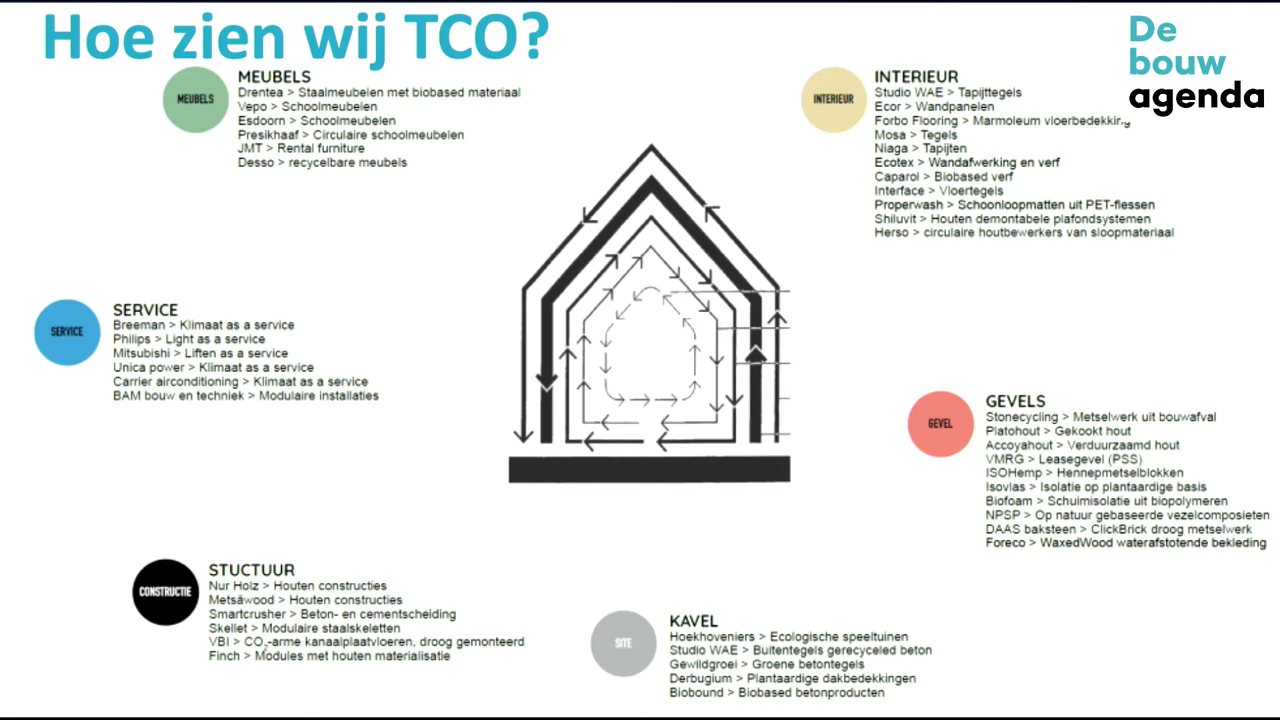 Hoe zien wij TCO?
De
bouw
agenda
MEUBELS
MEUBELS
Drentea > Staalmeubelen met biobased materiaal
Vepo > Schoolmeubelen
Esdoorn > Schoolmeubelen
Presikhaaf > Circulaire schoolmeubelen
JMT > Rental furniture
Desso > recycelbare meubels
INTERIEUR
INTERIEUR
Studio WAE > Tapijttegels
Ecor > Wandpanelen
Forbo Flooring > Marmoleum vloerbedekking
Mosa > Tegels
Niaga > Tapijten
Ecotex > Wandafwerking en verf
Caparol > Biobased verf
Interface > Vloertegels
Properwash > Schoonloopmatten uit PET-flessen
Shiluvit > Houten demontabele plafondsystemen
Herso > circulaire houtbewerkers van sloopmateriaal
SERVICE
SERVICE
Breeman > Klimaat as a service
Philips > Light as a service
Mitsubishi > Liften as a service
Unica power > Klimaat as a service
Carrier airconditioning > Klimaat as a service
BAM bouw en techniek > Modulaire installaties
GEVEL
GEVELS
Stonecycling > Metselwerk uit bouwafval
Platohout > Gekookt hout
Accoyahout > Verduurzaamd hout
VMRG > Leasegevel (PSS)
ISOHemp > Hennepmetselblokken
Isovlas > Isolatie op plantaardige basis
Biofoam > Schuimisolatie uit biopolymeren
NPSP > Op natuur gebaseerde vezelcomposieten
DAAS baksteen > ClickBrick droog metselwerk
Foreco > WaxedWood waterafstotende bekleding
CONSTRUCTIE
STUCTUUR
Nur Holz > Houten constructies
Metsäwood > Houten constructies
Smartcrusher > Beton- en cementscheiding
Skellet > Modulaire staalskeletten
VBI > CO₂-arme kanaalplaatvloeren, droog gemonteerd
Finch > Modules met houten materialisatie
SITE
KAVEL
Hoekhoveniers > Ecologische speeltuinen
Studio WAE > Buitentegels gerecyceled beton
Gewildgroei > Groene betontegels
Derbugium > Plantaardige dakbedekkingen
Biobound > Biobased betonproducten